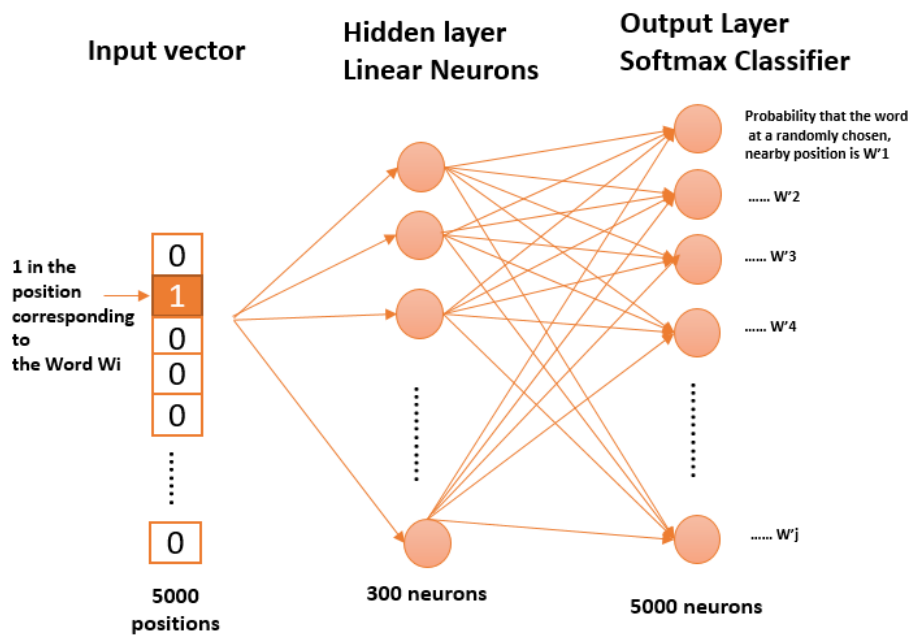 Input vector
Hidden layer
Linear Neurons
Output Layer
Softmax Classifier
1 in the
position
corresponding
to
the Word Wi
0
1
0
0
0
0
5000
positions
300 neurons
Probability that the word
at a randomly chosen,
nearby position is W'1
...... W'2
...... W'3
...... W'4
...... W'j
5000 neurons